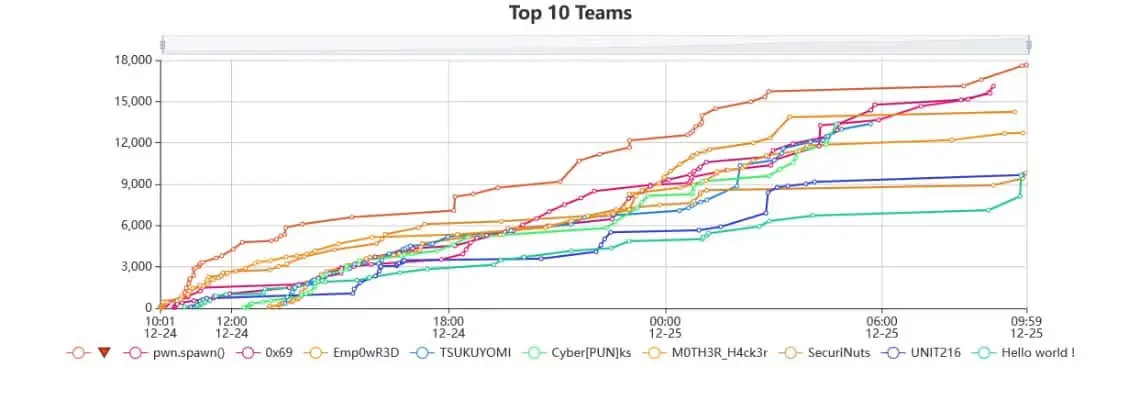 Top 10 Teams
18,000
15,000
12,000
9,000
6,000
3,000
0
10:01 12:00 18:00 00:00 06:00 09:59
12-24 12-24 12-24 12-25 12-25 12-25
🔻 pwn.spawn() 0x69 Emp0wR3D TSUKUYOMI Cyber[PUN]ks M0TH3R_H4ck3r SecurINuts UNIT216 Hello world !